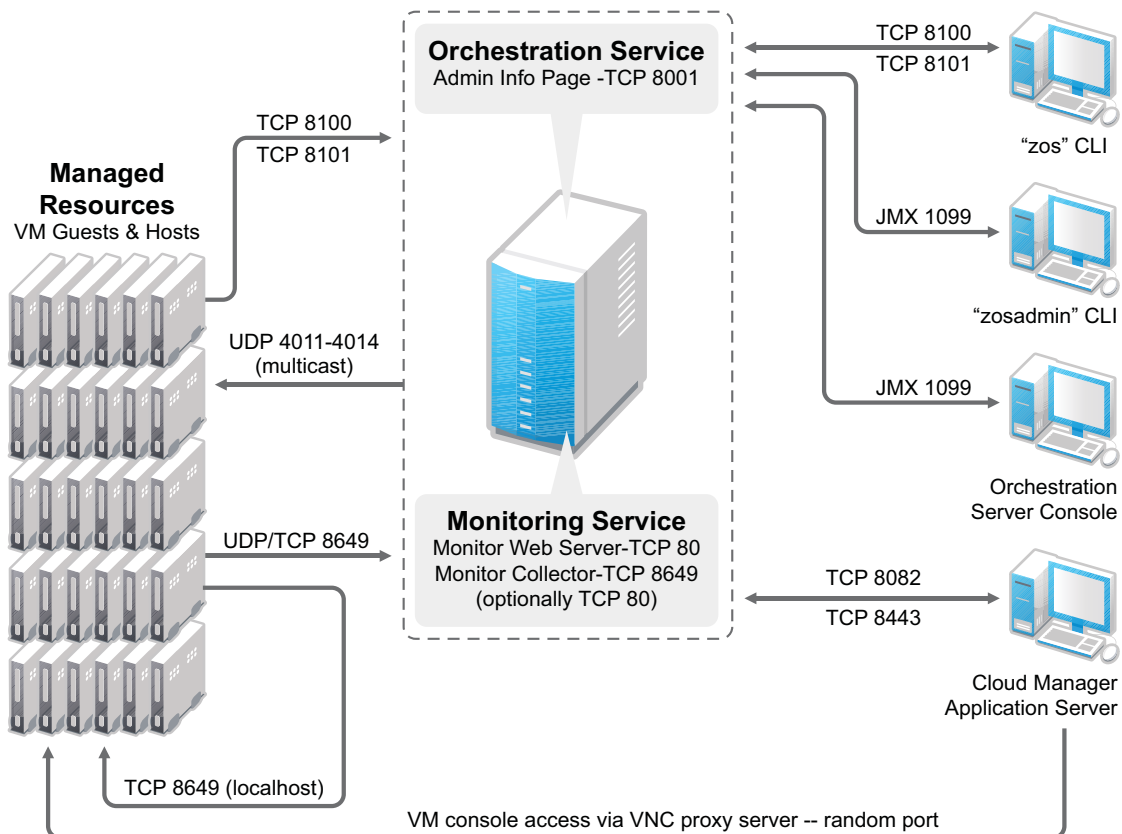 Orchestration Service
Admin Info Page -TCP 8001
TCP 8100
TCP 8101
“zos” CLI
TCP 8100
TCP 8101
Managed
Resources
VM Guests & Hosts
JMX 1099
“zosadmin” CLI
UDP 4011-4014
(multicast)
JMX 1099
Orchestration
Server Console
Monitoring Service
Monitor Web Server-TCP 80
Monitor Collector-TCP 8649
(optionally TCP 80)
UDP/TCP 8649
TCP 8082
TCP 8443
Cloud Manager
Application Server
TCP 8649 (localhost)
VM console access via VNC proxy server -- random port